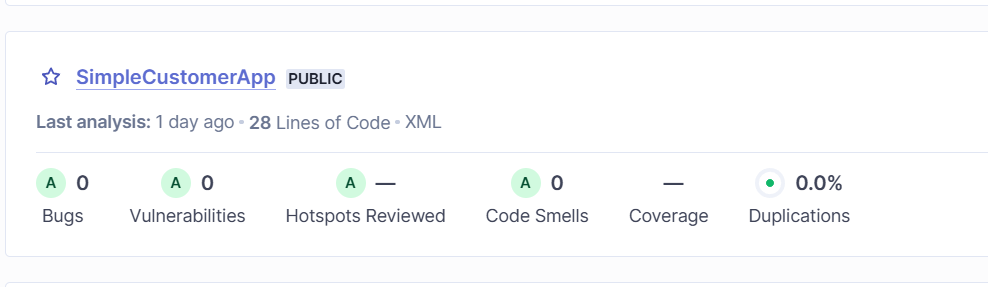 SimpleCustomerApp PUBLIC
Last analysis: 1 day ago • 28 Lines of Code • XML
A 0 A 0 A — A 0 — 0.0%
Bugs Vulnerabilities Hotspots Reviewed Code Smells Coverage Duplications